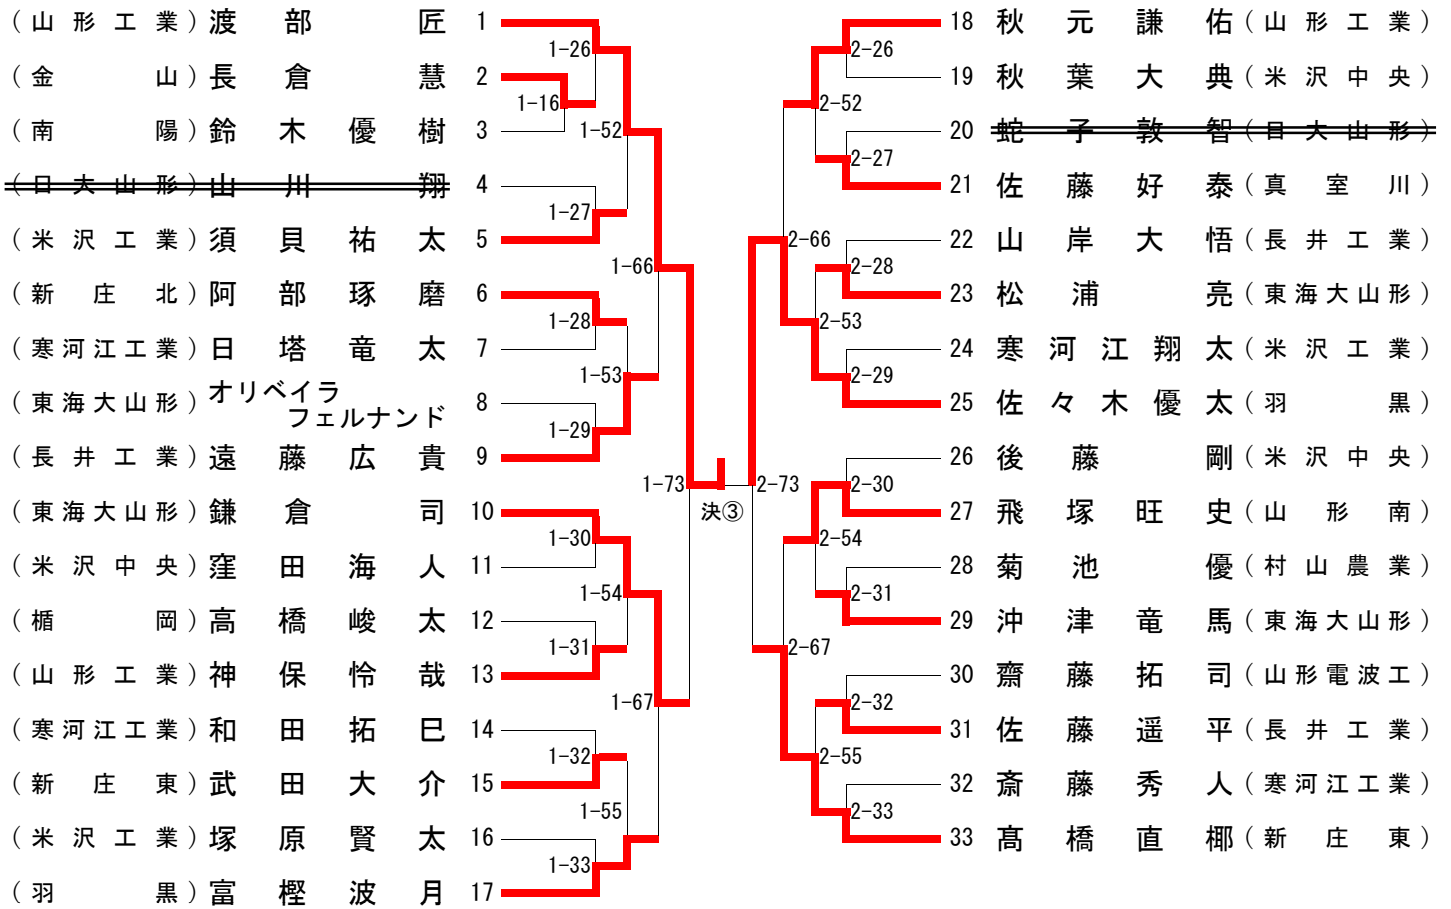 (山形工業)渡部匠 1
(金山)長倉慧 2
(南陽)鈴木優樹 3
(日大山形)山川翔 4
(米沢工業)須貝祐太 5
(新庄北)阿部琢磨 6
(寒河江工業)日塔竜太 7
(東海大山形)オリベイラ
フェルナンド 8
(長井工業)遠藤広貴 9
(東海大山形)鎌倉司 10
(米沢中央)窪田海人 11
(楯岡)高橋峻太 12
(山形工業)神保怜哉 13
(寒河江工業)和田拓巳 14
(新庄東)武田大介 15
(米沢工業)塚原賢太 16
(羽黒)富樫波月 17
1-26
1-16
1-52
1-27
1-66
1-28
1-53
1-29
1-73
1-30
1-54
1-31
1-67
1-32
1-55
1-33
決③
2-26
2-52
2-27
2-66
2-28
2-53
2-29
2-73
2-30
2-54
2-31
2-67
2-32
2-55
2-33
18 秋元謙佑(山形工業)
19 秋葉大典(米沢中央)
20 蛇子敦智(日大山形)
21 佐藤好泰(真室川)
22 山岸大悟(長井工業)
23 松浦亮(東海大山形)
24 寒河江翔太(米沢工業)
25 佐々木優太(羽黒)
26 後藤剛(米沢中央)
27 飛塚旺史(山形南)
28 菊池優(村山農業)
29 沖津竜馬(東海大山形)
30 齋藤拓司(山形電波工)
31 佐藤遥平(長井工業)
32 斎藤秀人(寒河江工業)
33 髙橋直椰(新庄東)